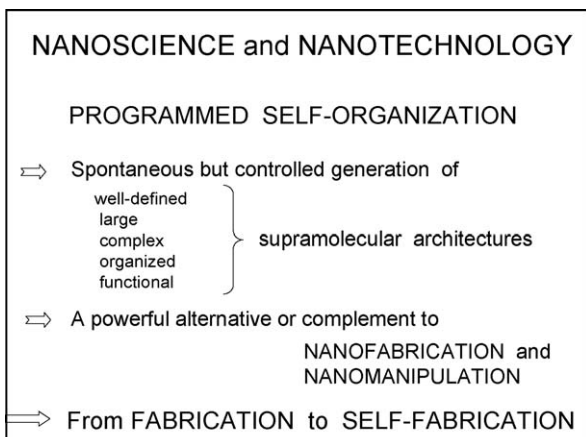 NANOSCIENCE and NANOTECHNOLOGY
PROGRAMMED SELF-ORGANIZATION
Spontaneous but controlled generation of
well-defined
large
complex
organized
functional
supramolecular architectures
A powerful alternative or complement to
NANOFABRICATION and
NANOMANIPULATION
From FABRICATION to SELF-FABRICATION